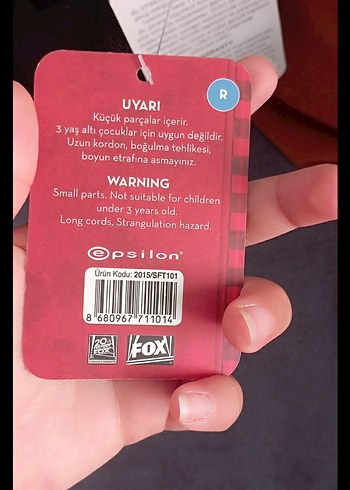 R
UYARI
Küçük parçalar içerir.
3 yaş altı çocuklar için uygun değildir.
Uzun kordon, boğulma tehlikesi,
boyun etrafına asmayınız.
WARNING
Small parts. Not suitable for children
under 3 years old.
Long cords, Strangulation hazard.
epsilon
Ürün Kodu: 2015/SFT101
8 680967 711014
FOX